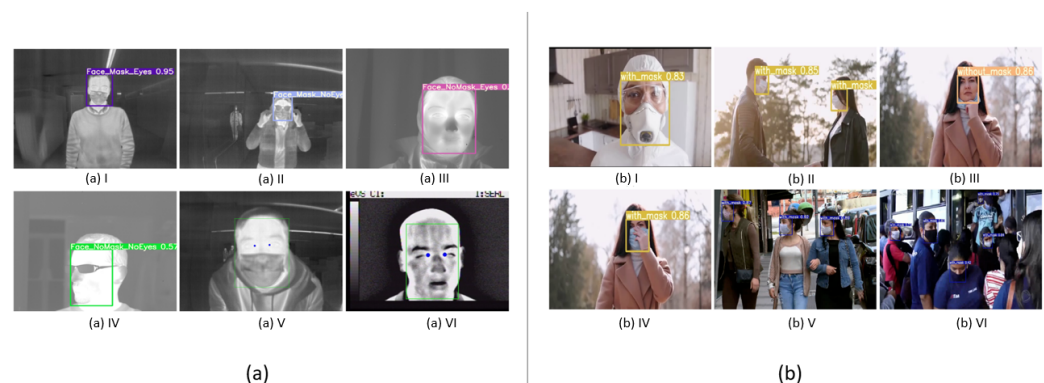 Face_Mask_Eyes 0.95
Face_Mask_NoEye
Face_NoMask_Eyes 0.
with_mask 0.83
with_mask 0.85
with_mask
without_mask 0.86
(a) I
(a) II
(a) III
(b) I
(b) II
(b) III
Face_NoMask_NoEyes 0.57
with_mask 0.86
(a) IV
(a) V
(a) VI
(b) IV
(b) V
(b) VI
(a)
(b)